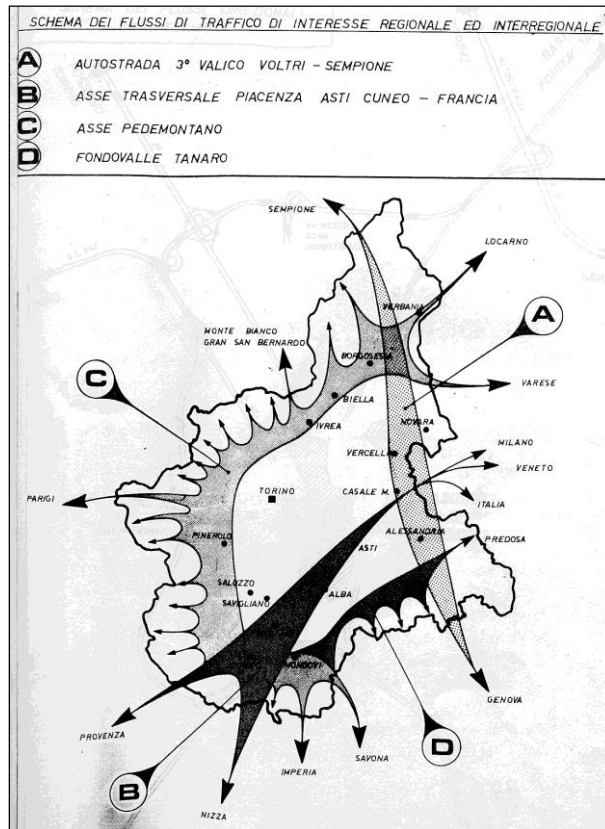 SCHEMA DEI FLUSSI DI TRAFFICO DI INTERESSE REGIONALE ED INTERREGIONALE
A AUTOSTRADA 3º VALICO VOLTRI - SEMPIONE
B ASSE TRASVERSALE PIACENZA ASTI CUNEO - FRANCIA
C ASSE PEDEMONTANO
D FONDOVALLE TANARO
SEMPIONE
LOCARNO
VERBANIA
A
MONTE BIANCO
GRAN SAN BERNARDO
BORGOSESIA
C
VARESE
BIELLA
IVREA
NOVARA
MILANO
VERCELLI
VENETO
CASALE M.
TORINO
PARIGI
ITALIA
PINEROLO
ALESSANDRIA
PREDOSA
ASTI
SALUZZO
SAVIGLIANO
ALBA
MONDOVI
GENOVA
PROVENZA
D
SAVONA
IMPERIA
B
NIZZA